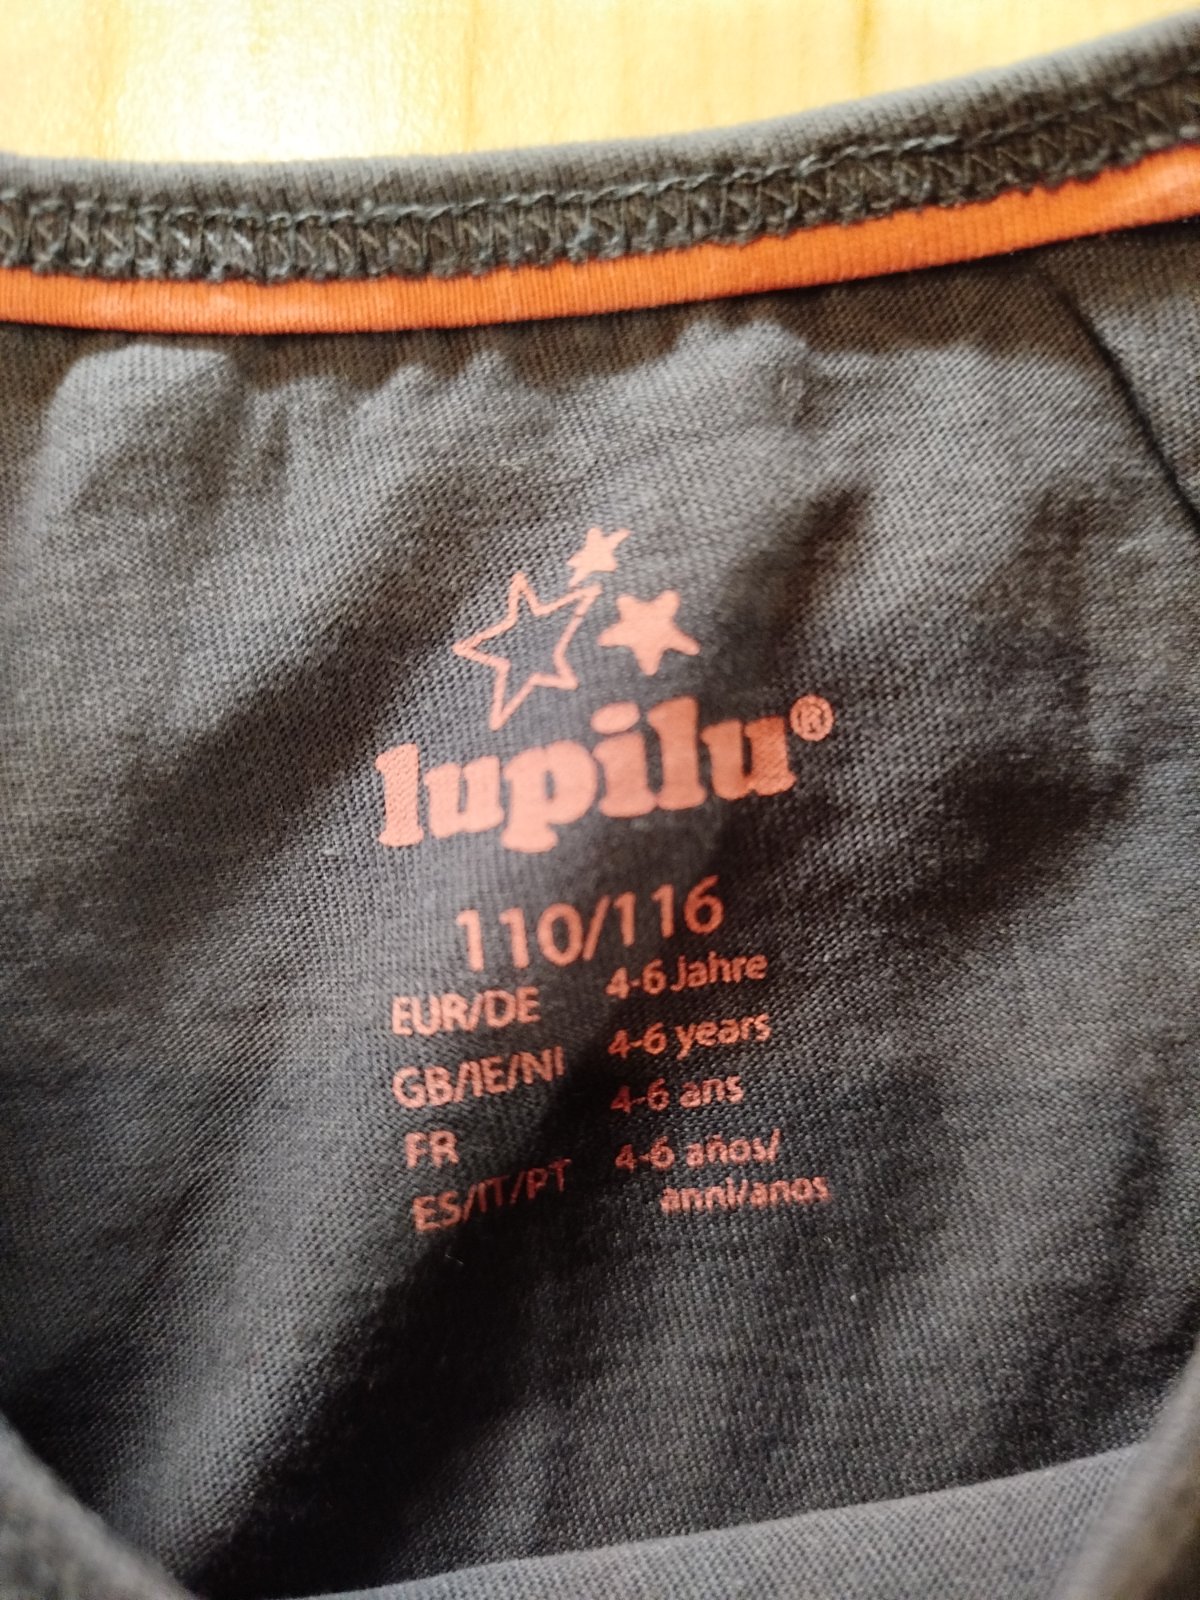 lupilu®
110/116
EUR/DE 4-6 Jahre
GB/IE/NI 4-6 years
FR 4-6 ans
ES/IT/PT 4-6 años/
anni/anos